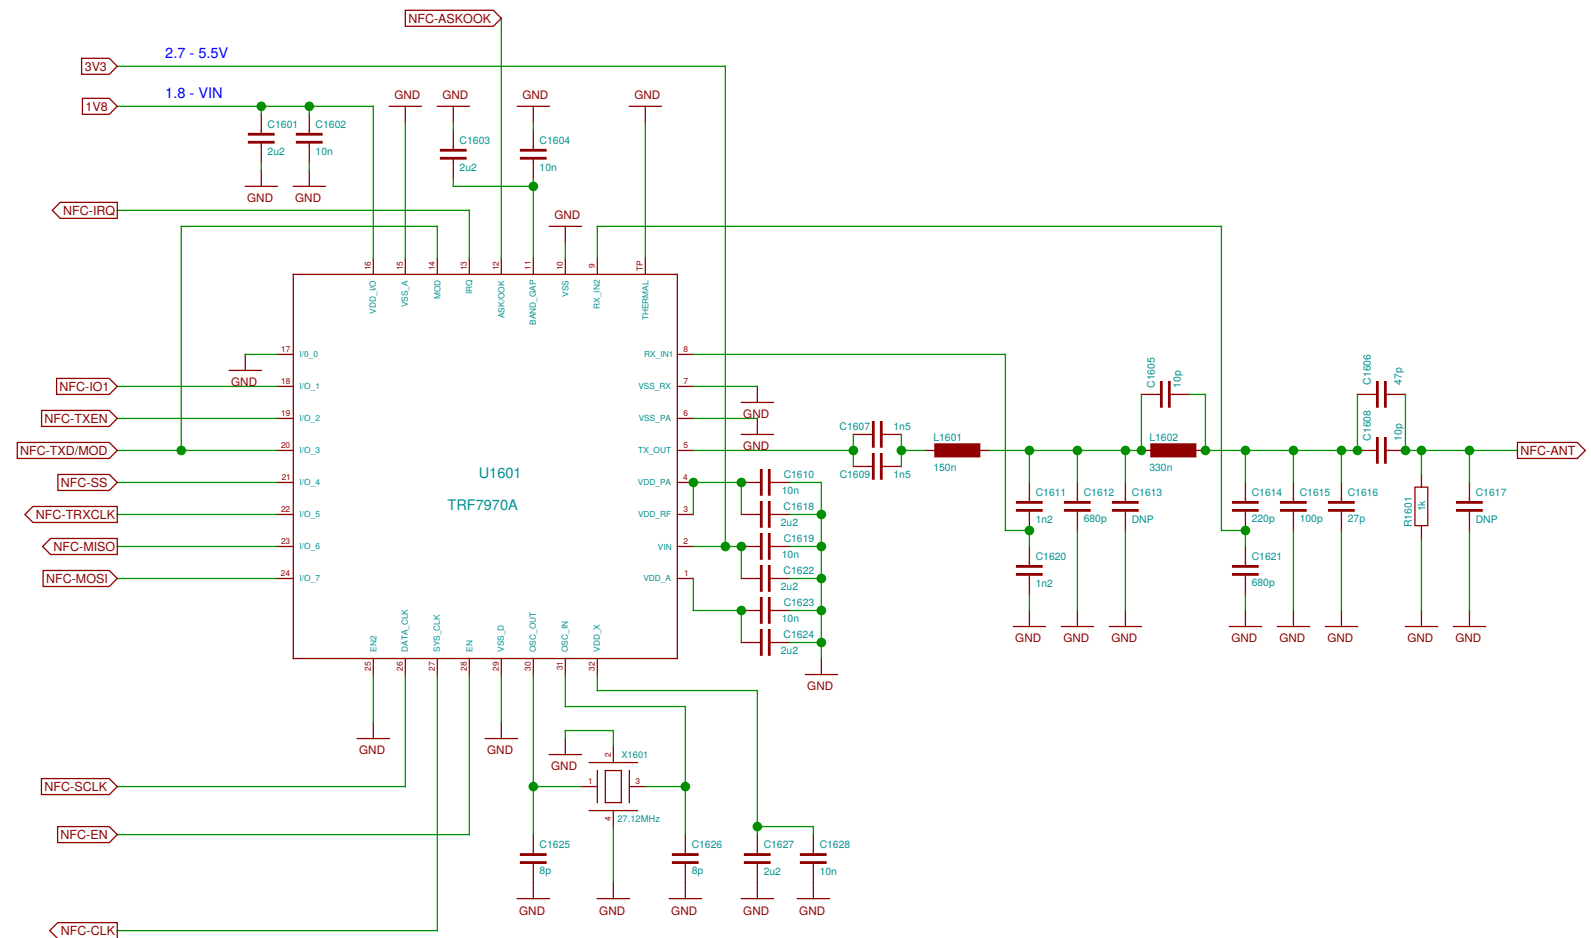 NFC-ASKOOK
2.7 - 5.5V
3V3
1.8 - VIN
1V8
GND GND GND GND
C1601 C1602 C1603 C1604
2u2 10n 2u2 10n
GND GND
NFC-IRQ
GND
16 15 14 13 12 11 10 9 TP
VDD_I/O VSS_A MOD IRQ ASK/OOK BAND_GAP VSS RX_IN2 THERMAL
17 I/0_0 RX_IN1 8
GND
NFC-IO1 18 I/O_1 VSS_RX 7
GND
NFC-TXEN 19 I/O_2 VSS_PA 6
GND
NFC-TXD/MOD 20 I/O_3 TX_OUT 5
NFC-SS 21 I/O_4 VDD_PA 4
NFC-TRXCLK 22 I/O_5 VDD_RF 3
NFC-MISO 23 I/O_6 VIN 2
NFC-MOSI 24 I/O_7 VDD_A 1
U1601
TRF7970A
C1607 1n5
C1609 1n5
L1601
150n
C1605 10p
L1602
330n
C1606 47p
C1608 10p
NFC-ANT
C1610
10n
C1618
2u2
C1619
10n
C1622
2u2
C1623
10n
C1624
2u2
GND
C1611 C1612 C1613 C1614 C1615 C1616 R1601 1k C1617
1n2 680p DNP 220p 100p 27p DNP
C1620 C1621
1n2 680p
GND GND GND GND GND GND GND GND
EN2 DATA_CLK SYS_CLK EN VSS_D OSC_OUT OSC_IN VDD_X
25 26 27 28 29 30 31 32
GND GND GND
2 X1601
1 3
4 27.12MHz
NFC-SCLK
NFC-EN
C1625 C1626 C1627 C1628
8p 8p 2u2 10n
GND GND GND GND GND
NFC-CLK